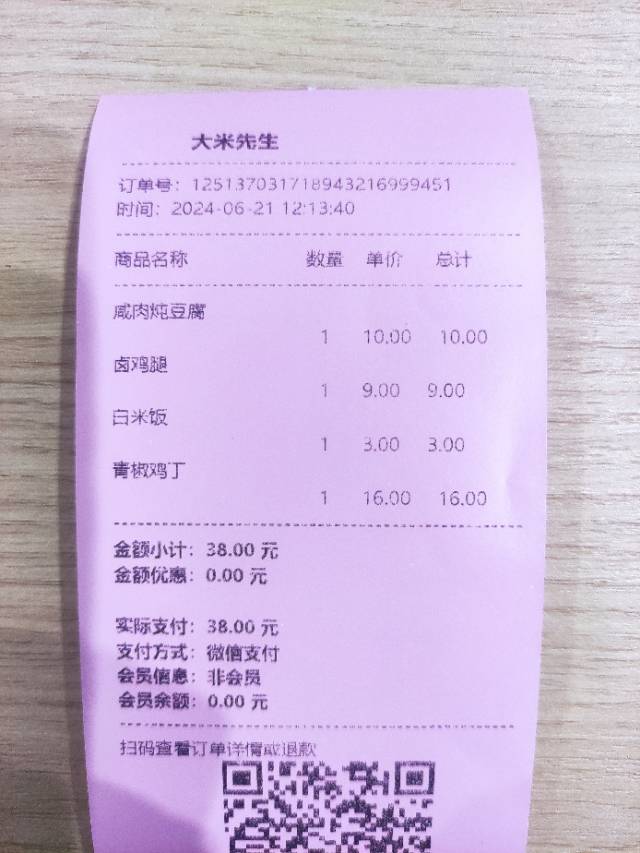 大米先生
订单号：125137031718943216999451
时间：2024-06-21 12:13:40
商品名称 数量 单价 总计
咸肉炖豆腐
1 10.00 10.00
卤鸡腿
1 9.00 9.00
白米饭
1 3.00 3.00
青椒鸡丁
1 16.00 16.00
金额小计：38.00 元
金额优惠：0.00 元
实际支付：38.00 元
支付方式：微信支付
会员信息：非会员
会员余额：0.00 元
扫码查看订单详情或退款